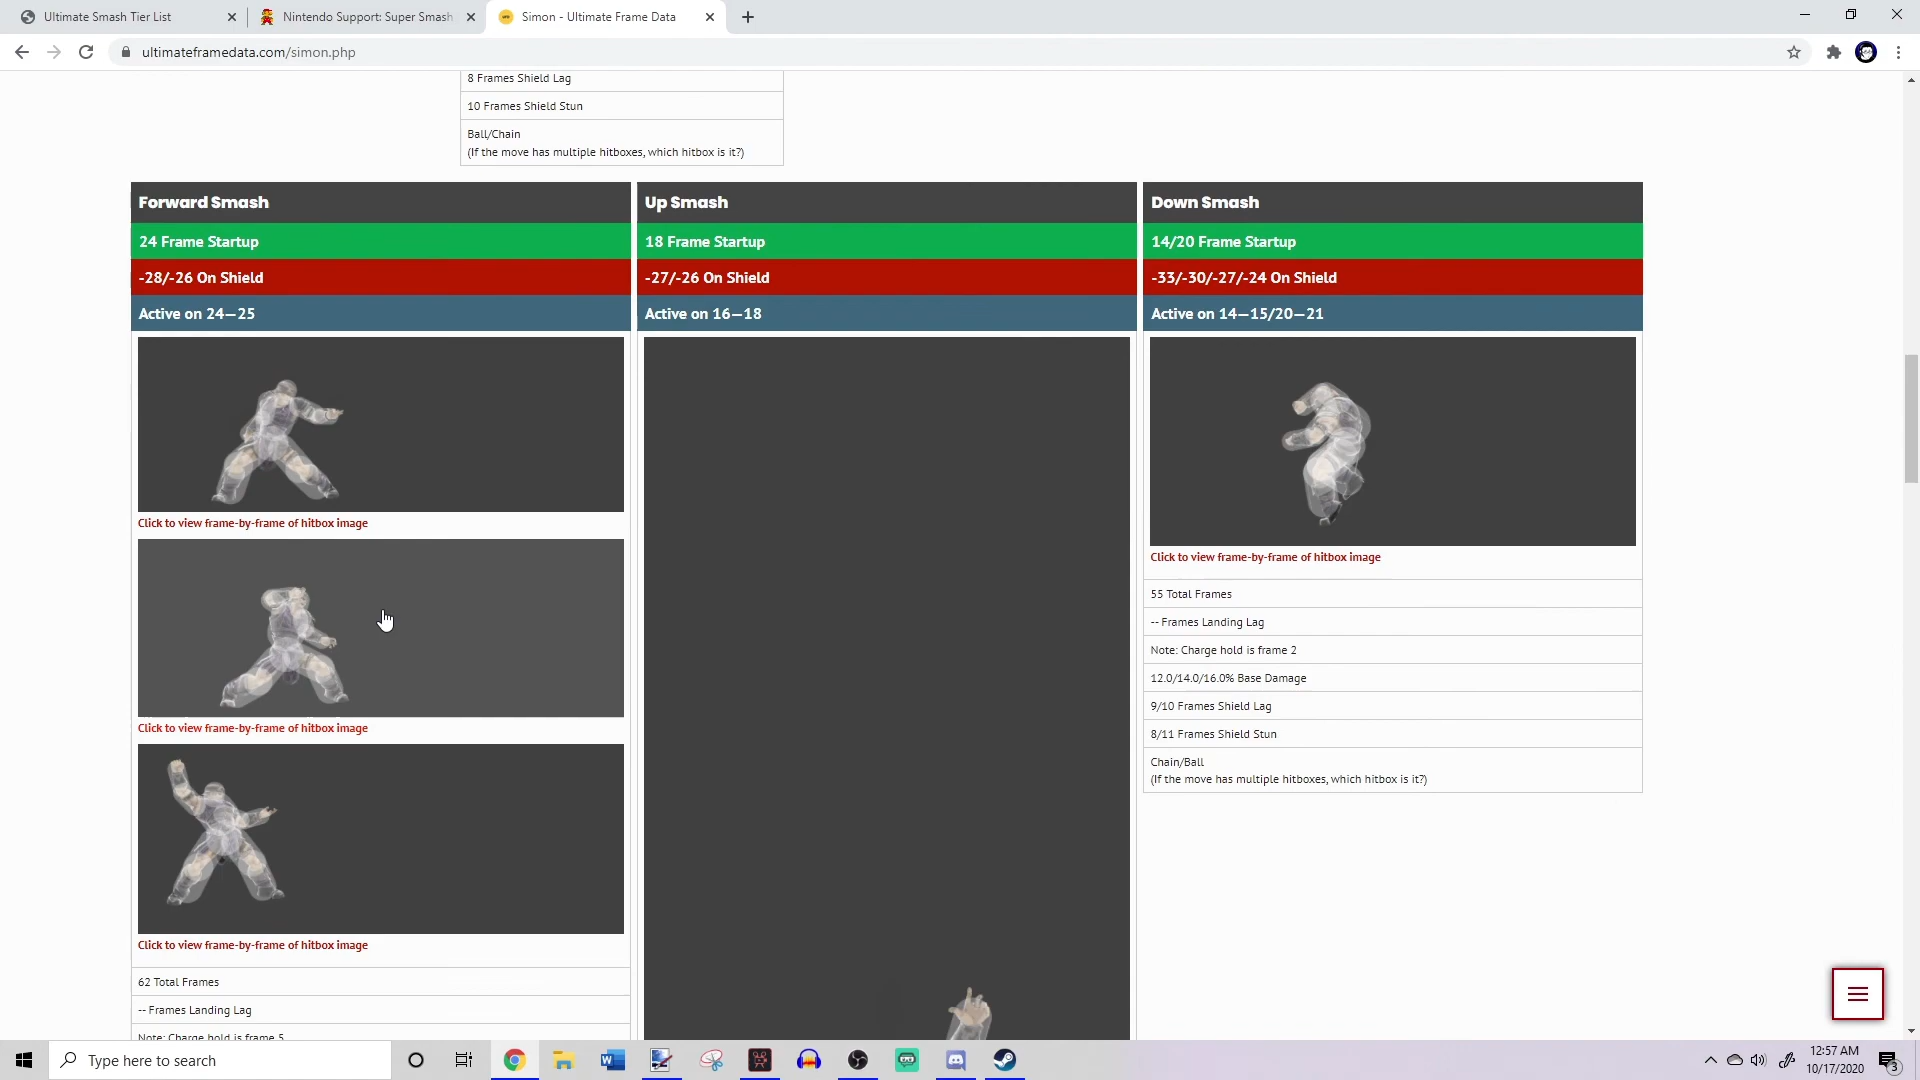 Ultimate Smash Tier List
Nintendo Support: Super Smash
Simon - Ultimate Frame Data
ultimateframedata.com/simon.php
8 Frames Shield Lag
10 Frames Shield Stun
Ball/Chain
(If the move has multiple hitboxes, which hitbox is it?)
Forward Smash
24 Frame Startup
-28/-26 On Shield
Active on 24—25
Click to view frame-by-frame of hitbox image
Click to view frame-by-frame of hitbox image
Click to view frame-by-frame of hitbox image
62 Total Frames
-- Frames Landing Lag
Note: Charge hold is frame 5
Up Smash
18 Frame Startup
-27/-26 On Shield
Active on 16—18
Down Smash
14/20 Frame Startup
-33/-30/-27/-24 On Shield
Active on 14—15/20—21
Click to view frame-by-frame of hitbox image
55 Total Frames
-- Frames Landing Lag
Note: Charge hold is frame 2
12.0/14.0/16.0% Base Damage
9/10 Frames Shield Lag
8/11 Frames Shield Stun
Chain/Ball
(If the move has multiple hitboxes, which hitbox is it?)
Type here to search
12:57 AM
10/17/2020
3